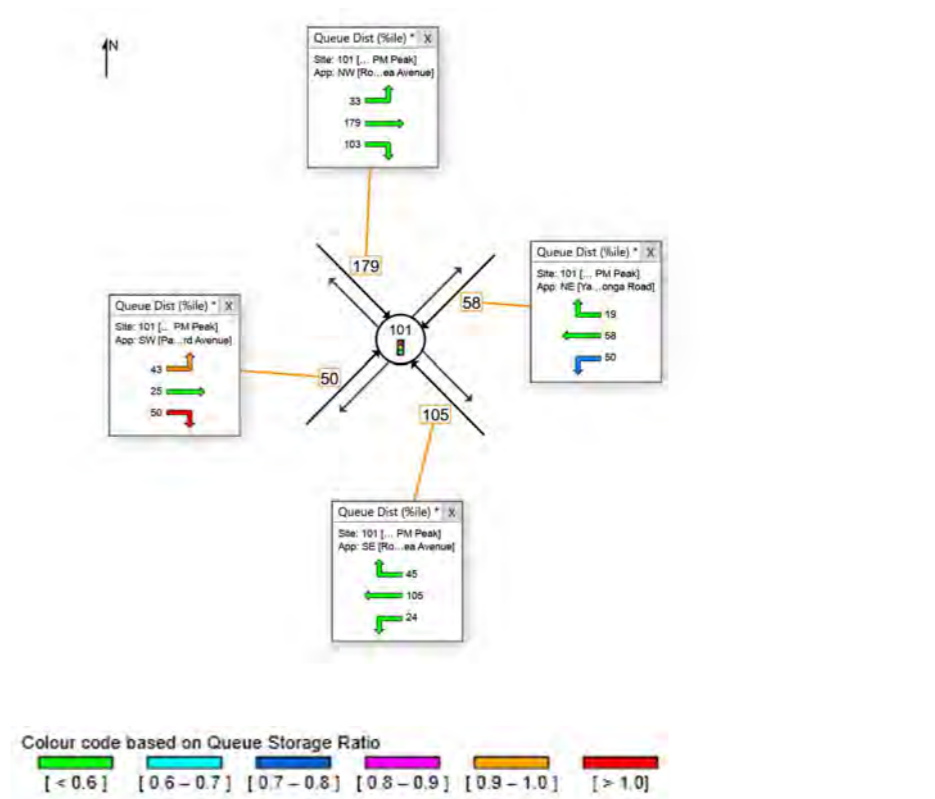 N
Queue Dist (%ile) * X
Site: 101 [... PM Peak]
App: NW [Ro...ea Avenue]
33
179
103
179
Queue Dist (%ile) * X
Site: 101 [... PM Peak]
App: NE [Ya...onga Road]
19
58
50
58
101
Queue Dist (%ile) * X
Site: 101 [... PM Peak]
App: SW [Pa...rd Avenue]
43
25
50
50
105
Queue Dist (%ile) * X
Site: 101 [... PM Peak]
App: SE [Ro...ea Avenue]
45
105
24
Colour code based on Queue Storage Ratio
[ < 0.6 ] [ 0.6 – 0.7 ] [ 0.7 – 0.8 ] [ 0.8 – 0.9 ] [ 0.9 – 1.0 ] [ > 1.0]